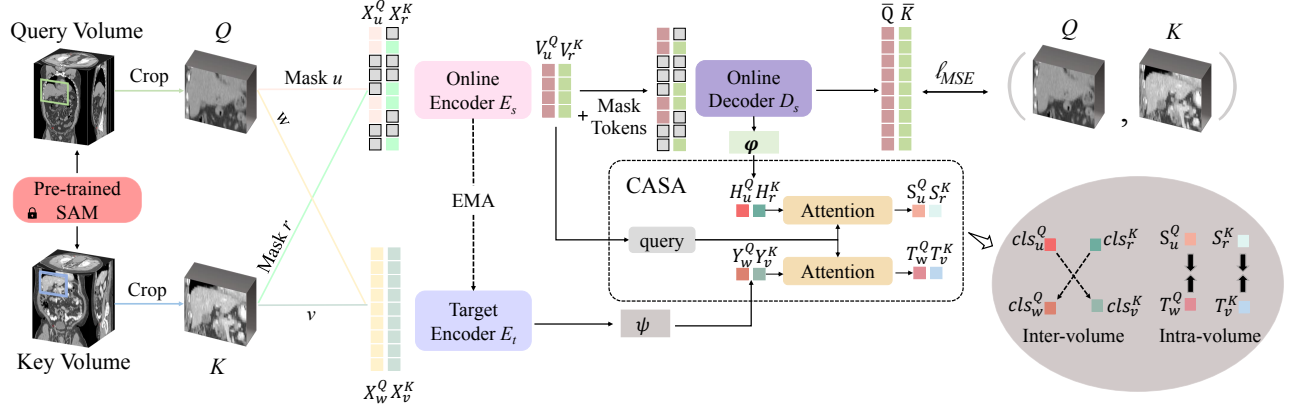 Query Volume
Crop
Q
Mask u
w
X_u^Q X_r^K
Online
Encoder E_s
V_u^Q V_r^K
+ Mask
Tokens
Online
Decoder D_s
Q̅ K̅
ℓ_MSE
( Q , K )
φ
CASA
H_u^Q H_r^K
Attention
S_u^Q S_r^K
query
Y_w^Q Y_v^K
Attention
T_w^Q T_v^K
Pre-trained
SAM
EMA
Mask r
v
Crop
K
Key Volume
X_w^Q X_v^K
Target
Encoder E_t
ψ
cls_u^Q cls_r^K
cls_w^Q cls_v^K
Inter-volume
S_u^Q S_r^K
T_w^Q T_v^K
Intra-volume